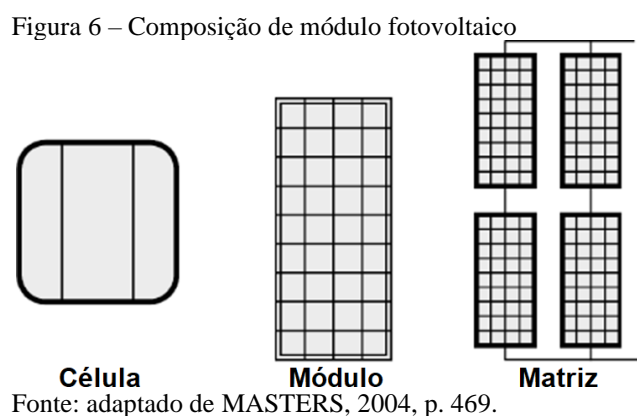 Figura 6 – Composição de módulo fotovoltaico
Célula Módulo Matriz
Fonte: adaptado de MASTERS, 2004, p. 469.